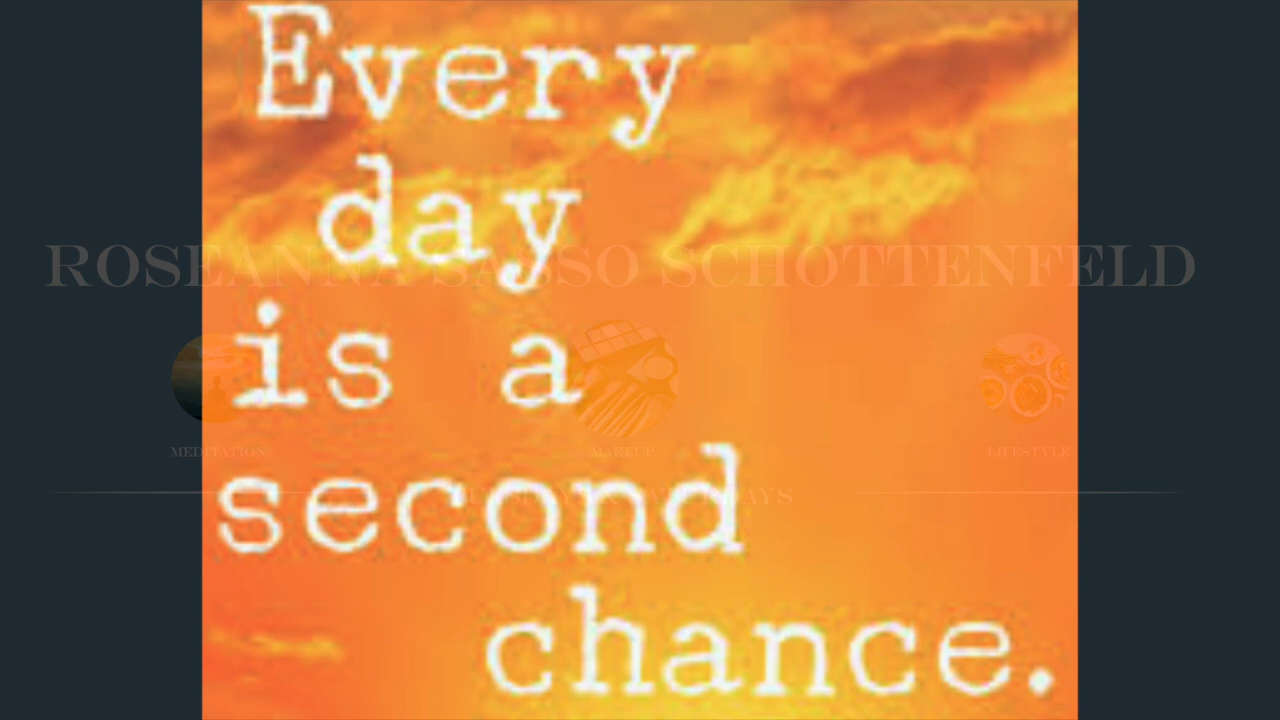 Every
day
ROSEANNA SASSO SCHOTTENFELD
is a
MEDITATION MAKEUP LIFESTYLE
second
chance.